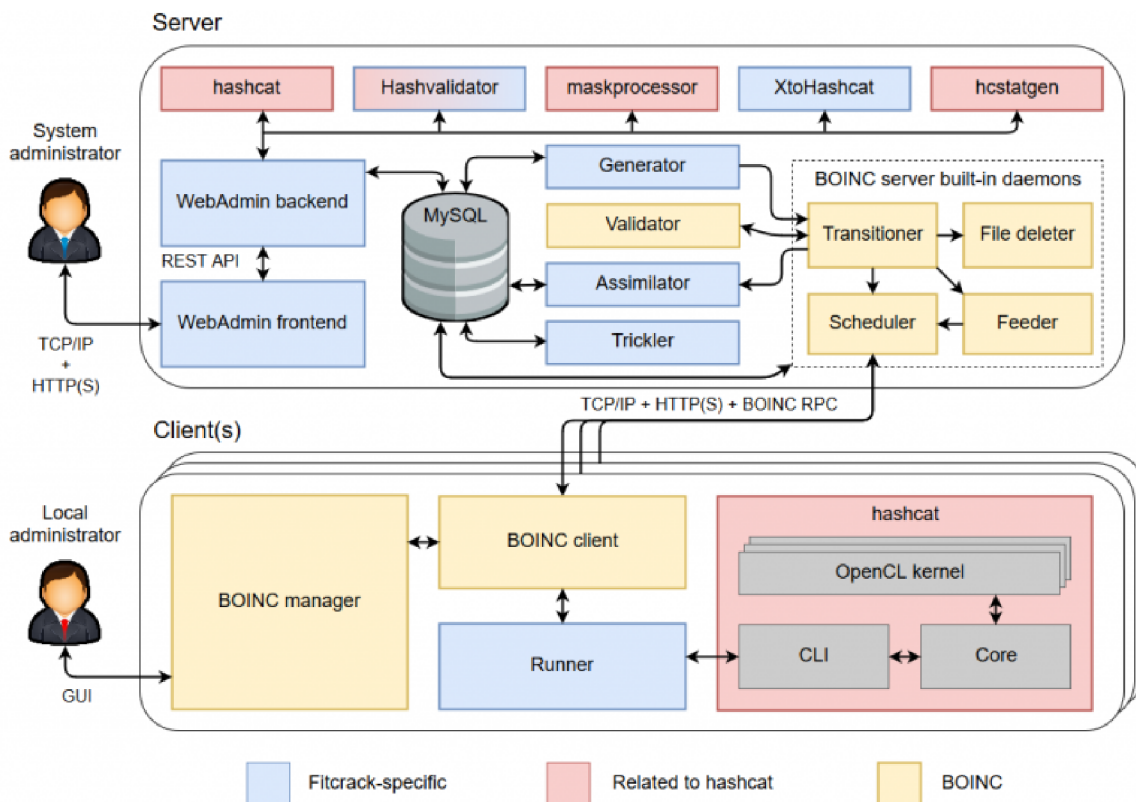 Server
hashcat
Hashvalidator
maskprocessor
XtoHashcat
hcstatgen
System
administrator
WebAdmin backend
REST API
WebAdmin frontend
TCP/IP
+
HTTP(S)
MySQL
Generator
Validator
Assimilator
Trickler
BOINC server built-in daemons
Transitioner
File deleter
Scheduler
Feeder
TCP/IP + HTTP(S) + BOINC RPC
Client(s)
Local
administrator
GUI
BOINC manager
BOINC client
Runner
hashcat
OpenCL kernel
CLI
Core
Fitcrack-specific
Related to hashcat
BOINC